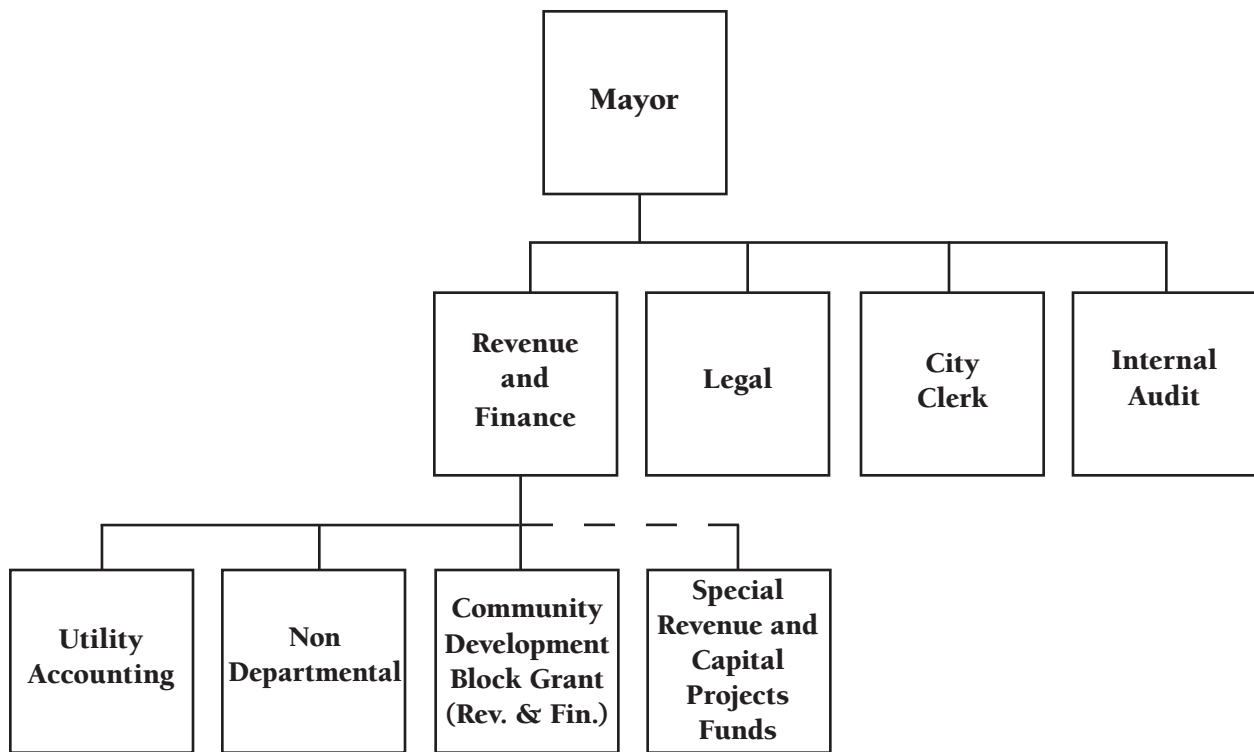 Mayor
Revenue
and
Finance
Legal
City
Clerk
Internal
Audit
Utility
Accounting
Non
Departmental
Community
Development
Block Grant
(Rev. & Fin.)
Special
Revenue and
Capital
Projects
Funds